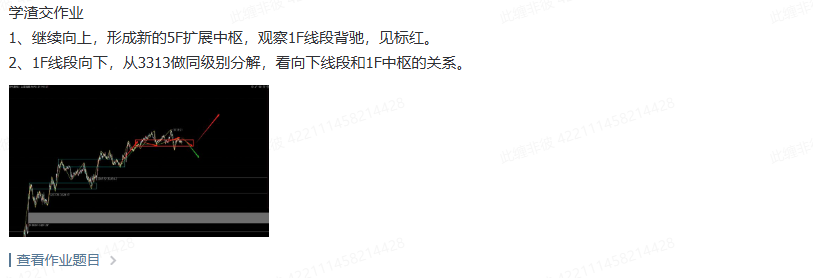 学渣交作业
1、继续向上，形成新的5F扩展中枢，观察1F线段背驰，见标红。
2、1F线段向下，从3313做同级别分解，看向下线段和1F中枢的关系。
查看作业题目